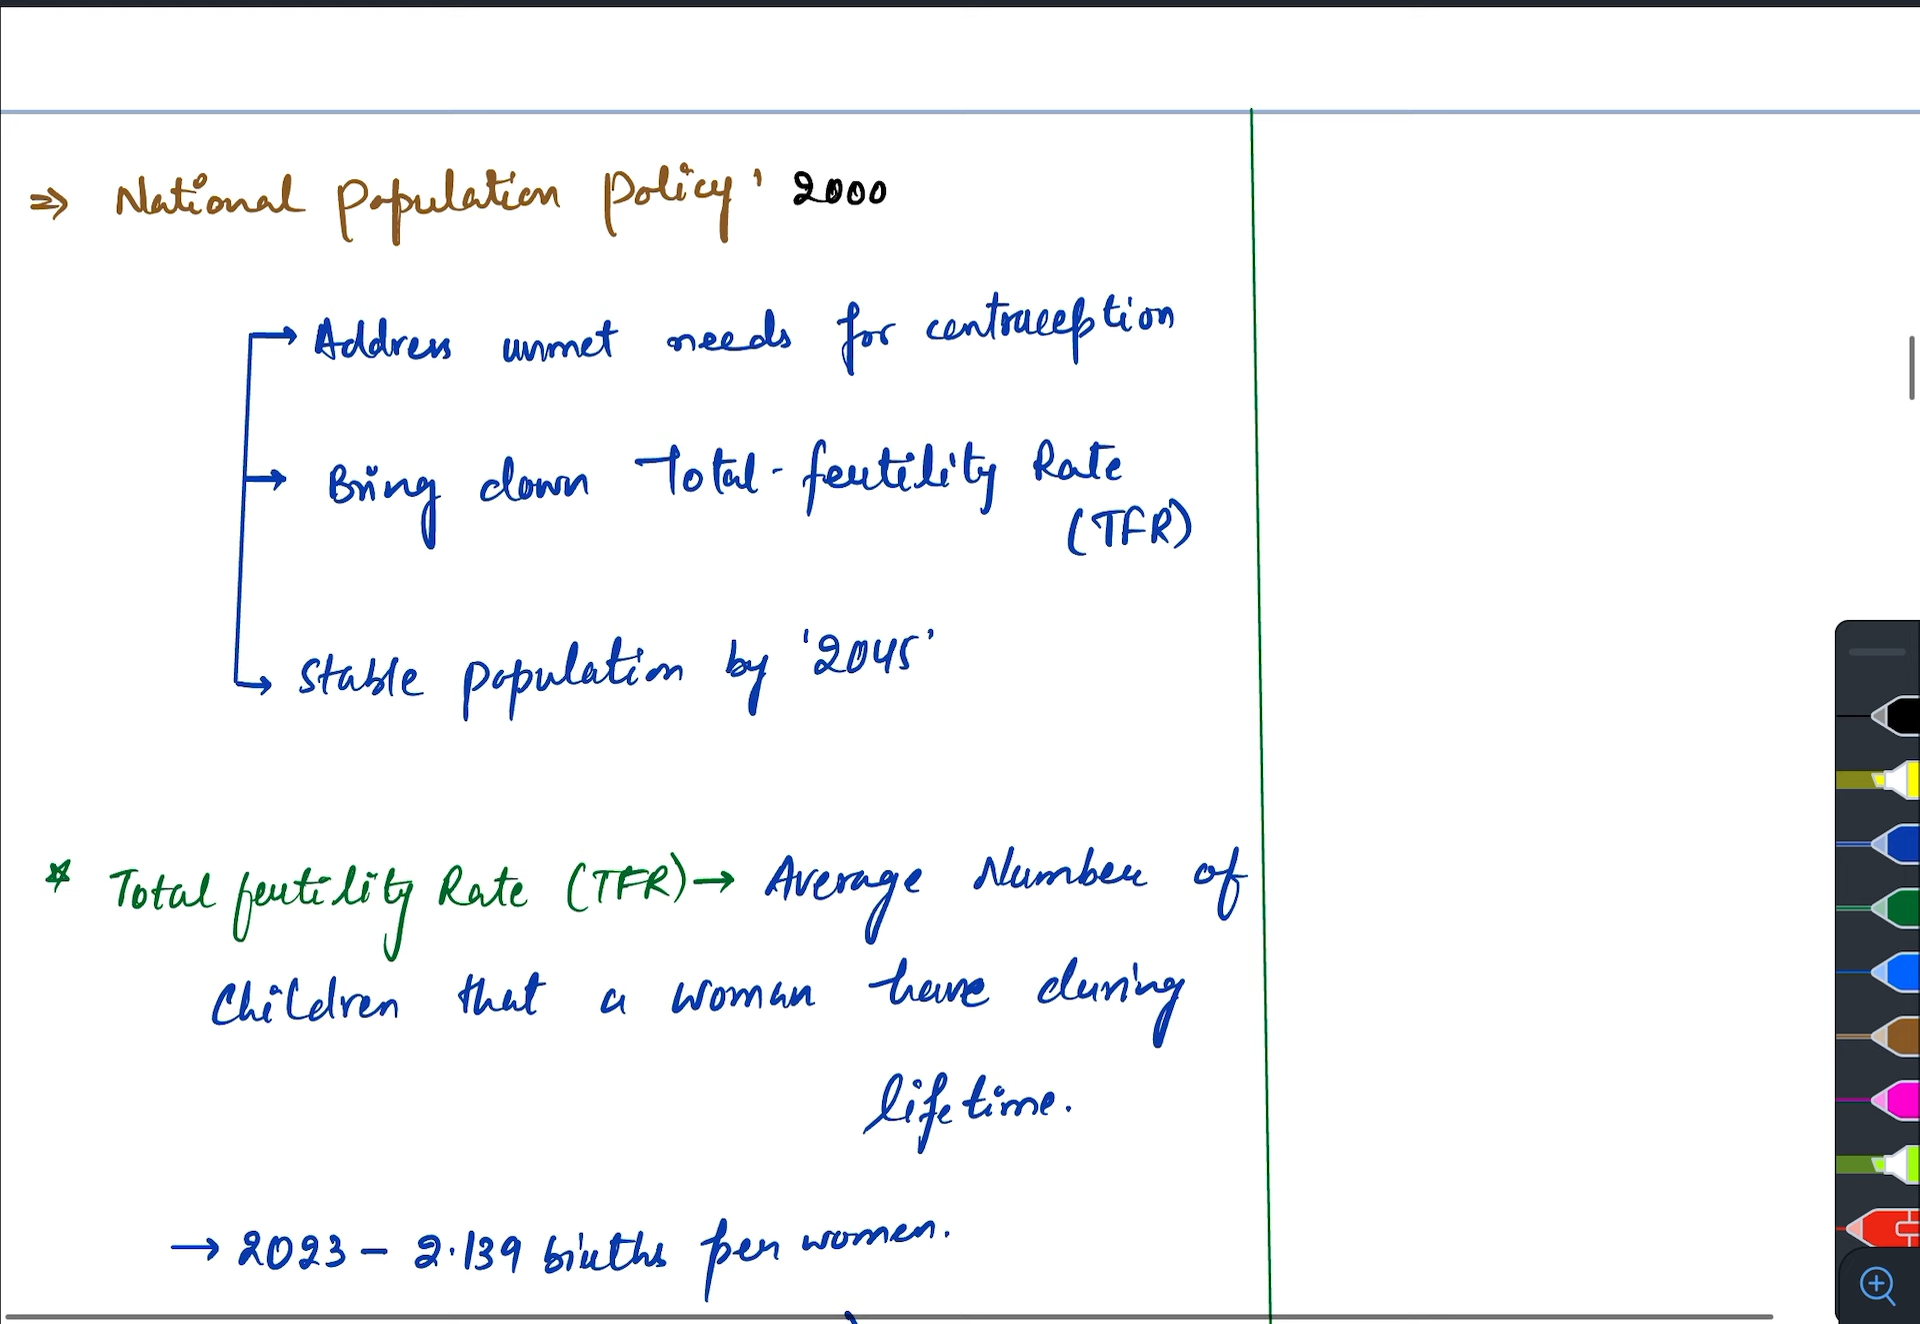 ⇒ National Population Policy' 2000
→ Address unmet needs for contraception
→ Bring down Total-fertility Rate
(TFR)
→ Stable population by '2045'
* Total fertility Rate (TFR) → Average Number of
Children that a woman have during
lifetime.
→ 2023 – 2.139 births per women.